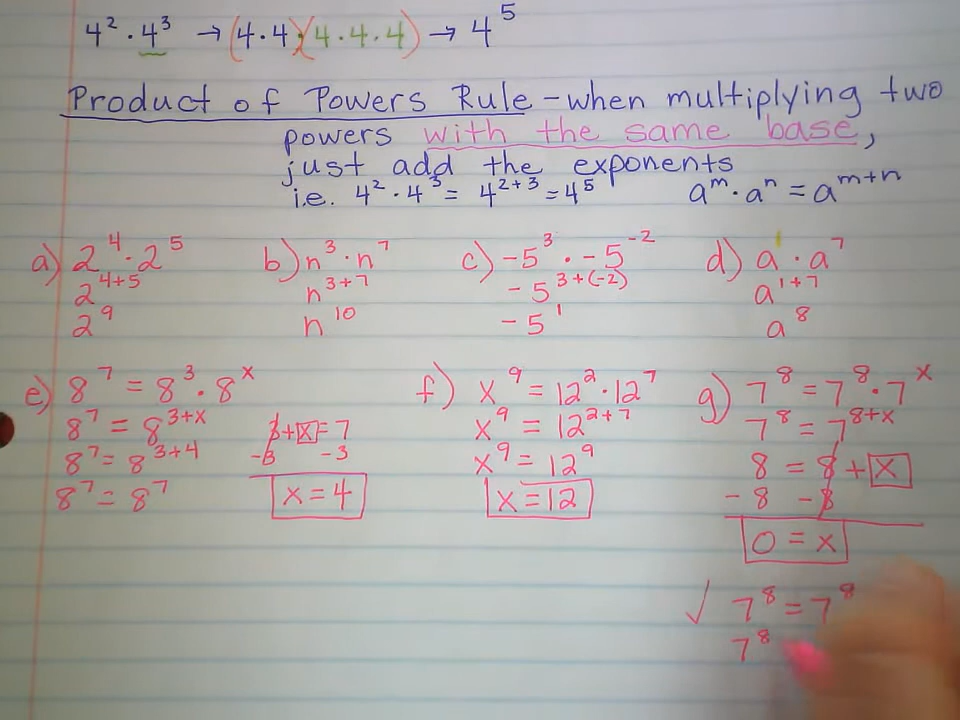 4² · 4³ → (4 · 4)(4 · 4 · 4) → 4⁵
Product of Powers Rule - when multiplying two
powers with the same base,
just add the exponents
i.e. 4² · 4³ = 4²⁺³ = 4⁵
aᵐ · aⁿ = aᵐ⁺ⁿ
a) 2⁴ · 2⁵
2⁴⁺⁵
2⁹
b) n³ · n⁷
n³⁺⁷
n¹⁰
c) -5³ · -5⁻²
-5³⁺⁽⁻²⁾
-5¹
d) a¹ · a⁷
a¹⁺⁷
a⁸
e) 8⁷ = 8³ · 8ˣ
8⁷ = 8³⁺ˣ
8⁷ = 8³⁺⁴
8⁷ = 8⁷
3+x=7
-3 -3
x=4
f) x⁹ = 12² · 12⁷
x⁹ = 12²⁺⁷
x⁹ = 12⁹
x=12
g) 7⁸ = 7⁸ · 7ˣ
7⁸ = 7⁸⁺ˣ
8 = 8 + x
-8 -8
0 = x
√ 7⁸ = 7⁸
7⁸